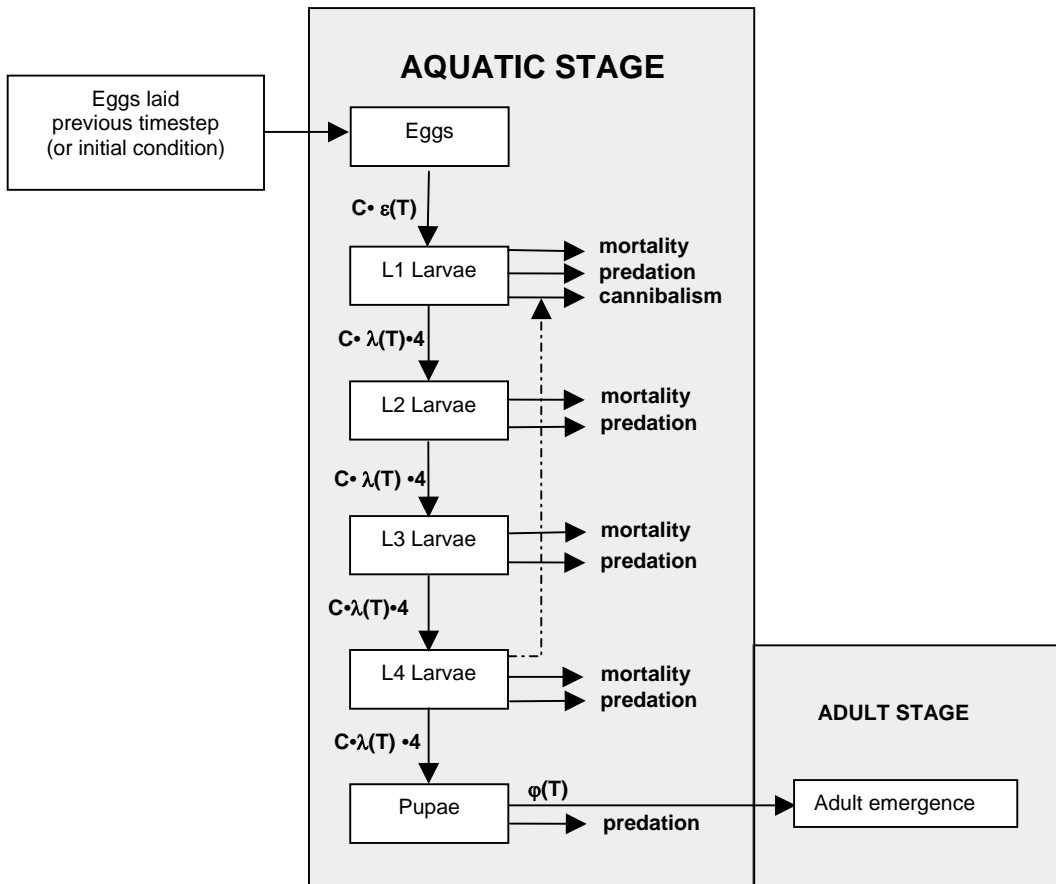 AQUATIC STAGE
Eggs laid
previous timestep
(or initial condition)
Eggs
C• ε(T)
L1 Larvae
mortality
predation
cannibalism
C• λ(T)•4
L2 Larvae
mortality
predation
C• λ(T) •4
L3 Larvae
mortality
predation
C•λ(T)•4
L4 Larvae
mortality
predation
C•λ(T) •4
Pupae
φ(T)
predation
ADULT STAGE
Adult emergence